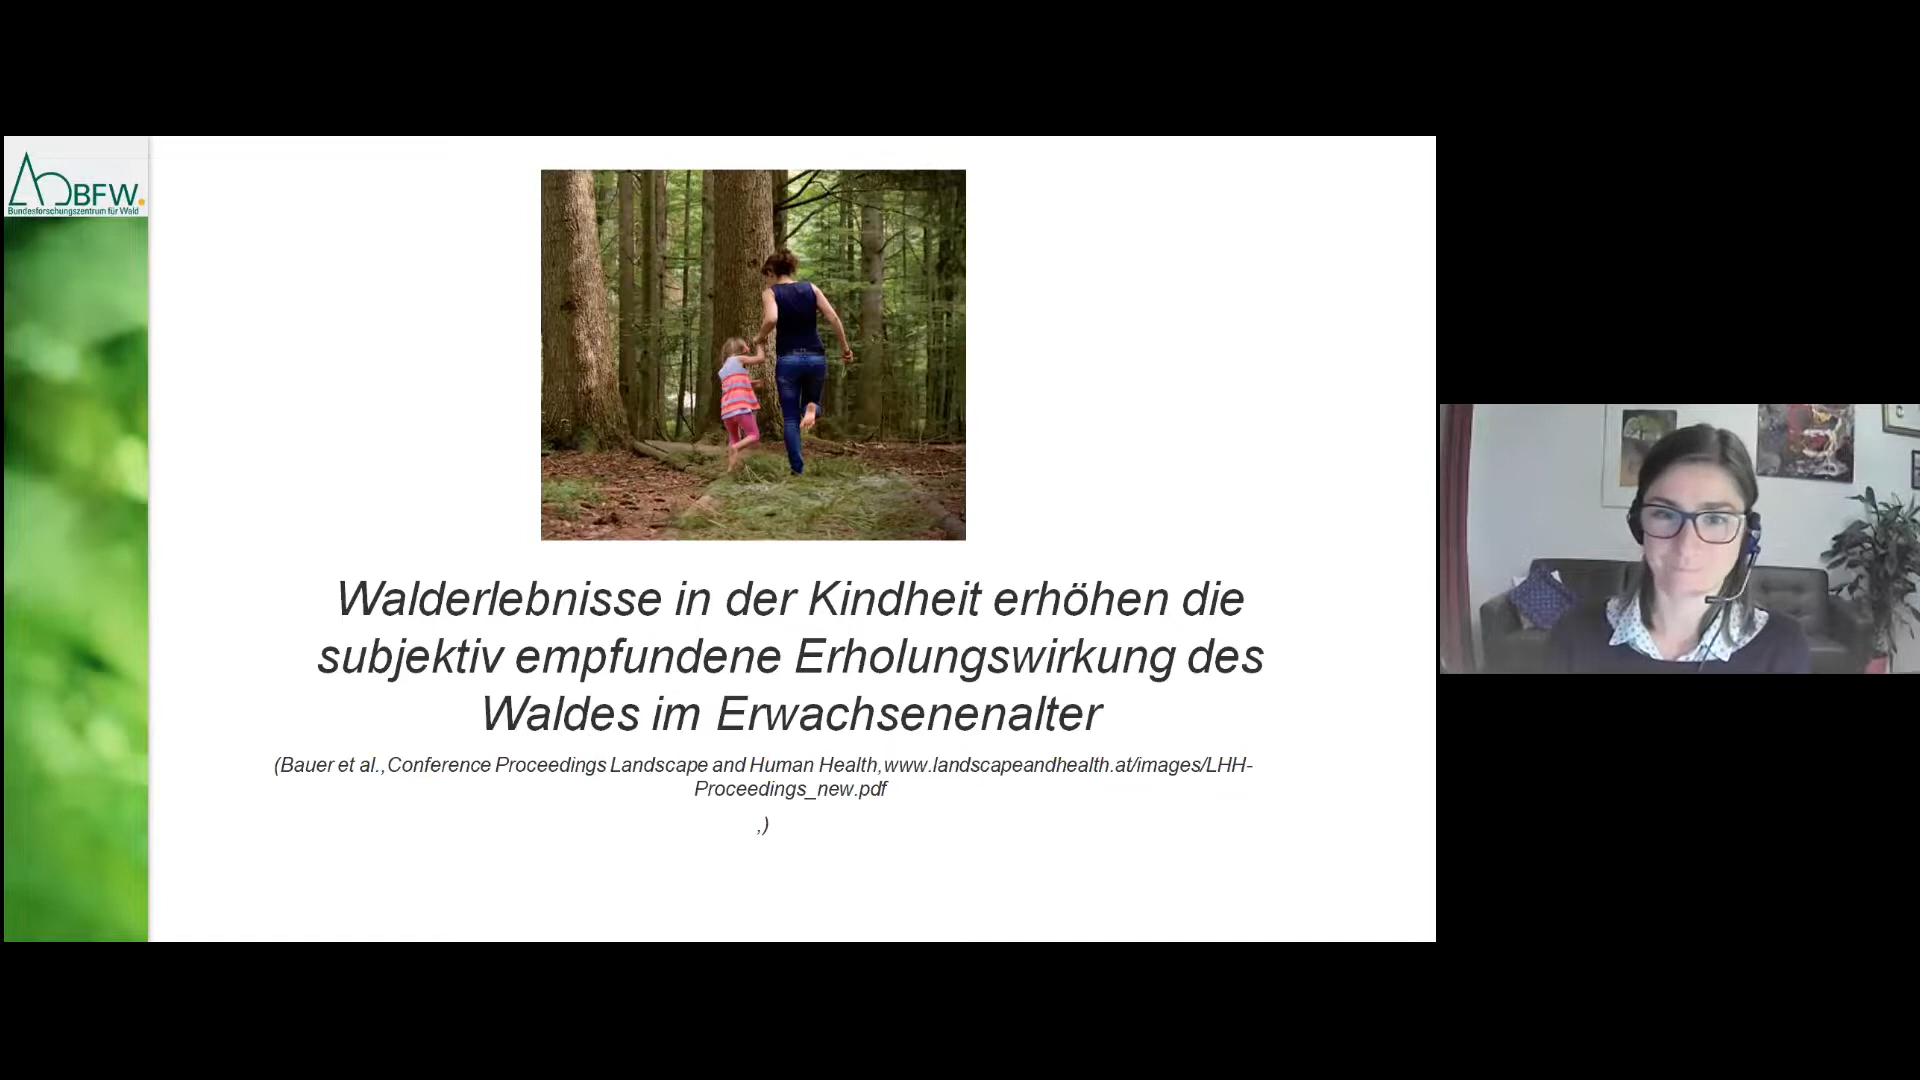 BFW.
Bundesforschungszentrum für Wald
Walderlebnisse in der Kindheit erhöhen die
subjektiv empfundene Erholungswirkung des
Waldes im Erwachsenenalter
(Bauer et al.,Conference Proceedings Landscape and Human Health,www.landscapeandhealth.at/images/LHH-
Proceedings_new.pdf
,)